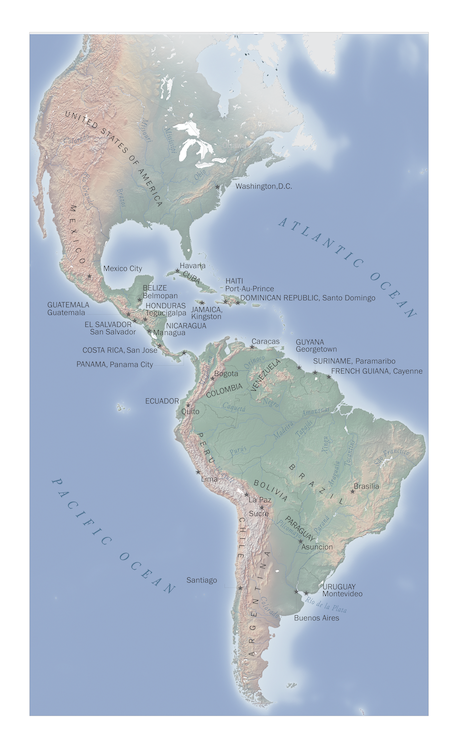 UNITED STATES OF AMERICA
Washington,D.C.
MEXICO
ATLANTIC OCEAN
Mexico City
Havana
CUBA
HAITI
Port-Au-Prince
DOMINICAN REPUBLIC, Santo Domingo
BELIZE
Belmopan
HONDURAS
Tegucigalpa
JAMAICA,
Kingston
GUATEMALA
Guatemala
EL SALVADOR
San Salvador
NICARAGUA
Managua
COSTA RICA, San Jose
PANAMA, Panama City
Caracas
GUYANA
Georgetown
SURINAME, Paramaribo
FRENCH GUIANA, Cayenne
VENEZUELA
Bogota
COLOMBIA
ECUADOR
Quito
PERU
Lima
BRAZIL
Brasilia
BOLIVIA
La Paz
Sucre
PACIFIC OCEAN
PARAGUAY
Asuncion
CHILE
Santiago
ARGENTINA
URUGUAY
Montevideo
Rio de la Plata
Buenos Aires